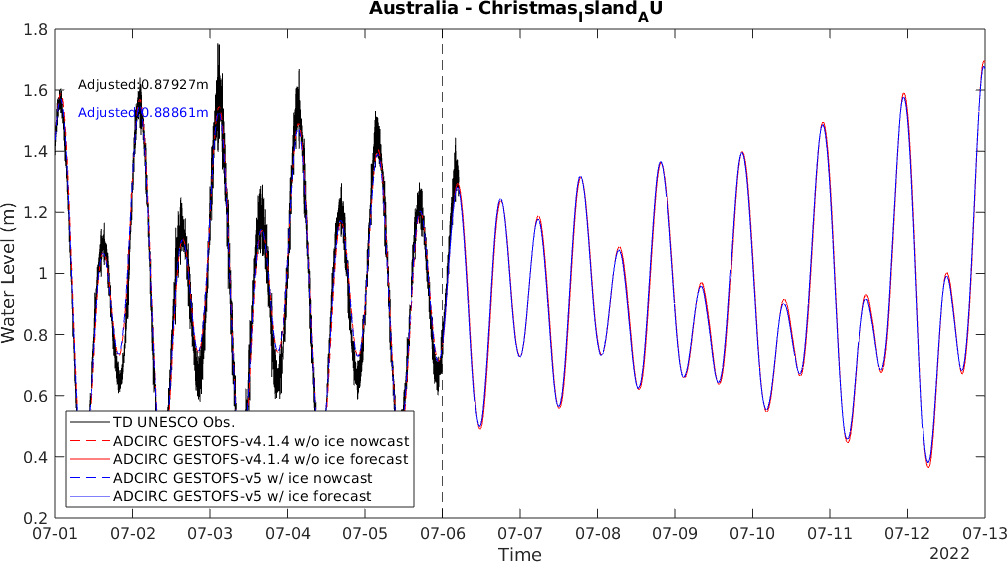 Australia - Christmas_Island_AU
1.8
1.6
1.4
1.2
1
0.8
0.6
0.4
0.2
Water Level (m)
Adjusted:0.87927m
Adjusted:0.88861m
TD UNESCO Obs.
ADCIRC GESTOFS-v4.1.4 w/o ice nowcast
ADCIRC GESTOFS-v4.1.4 w/o ice forecast
ADCIRC GESTOFS-v5 w/ ice nowcast
ADCIRC GESTOFS-v5 w/ ice forecast
07-01 07-02 07-03 07-04 07-05 07-06 07-07 07-08 07-09 07-10 07-11 07-12 07-13
Time
2022